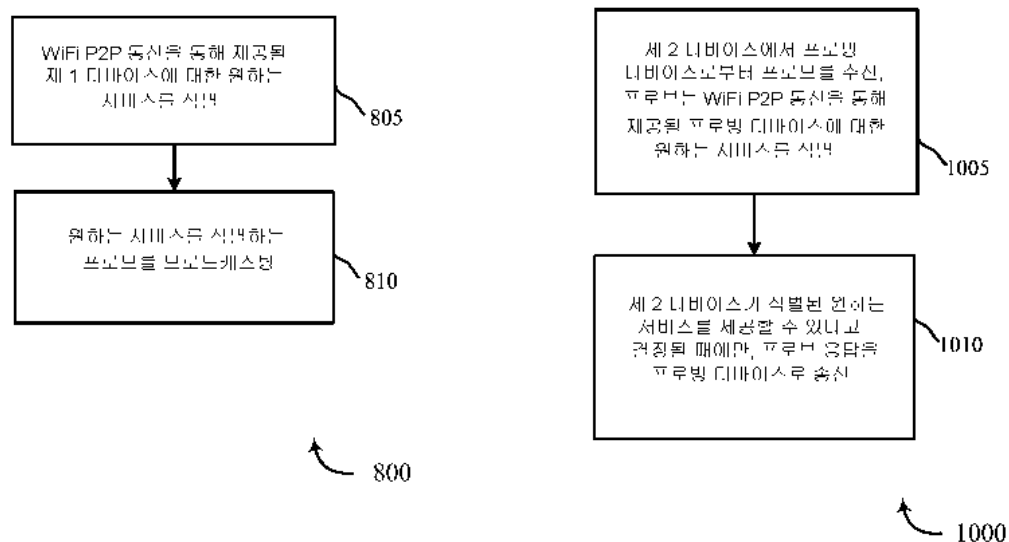 WiFi P2P 통신을 통해 제공될
제 1 디바이스에 대한 원하는
서비스를 식별
805
원하는 서비스를 식별하는
프로브를 브로드캐스팅
810
800
제 2 디바이스에서 프로빙
디바이스로부터 프로브를 수신,
프로브는 WiFi P2P 통신을 통해
제공될 프로빙 디바이스에 대한
원하는 서비스를 식별
1005
제 2 디바이스가 식별된 원하는
서비스를 제공할 수 있다고
결정될 때에만, 프로브 응답을
프로빙 디바이스로 송신
1010
1000